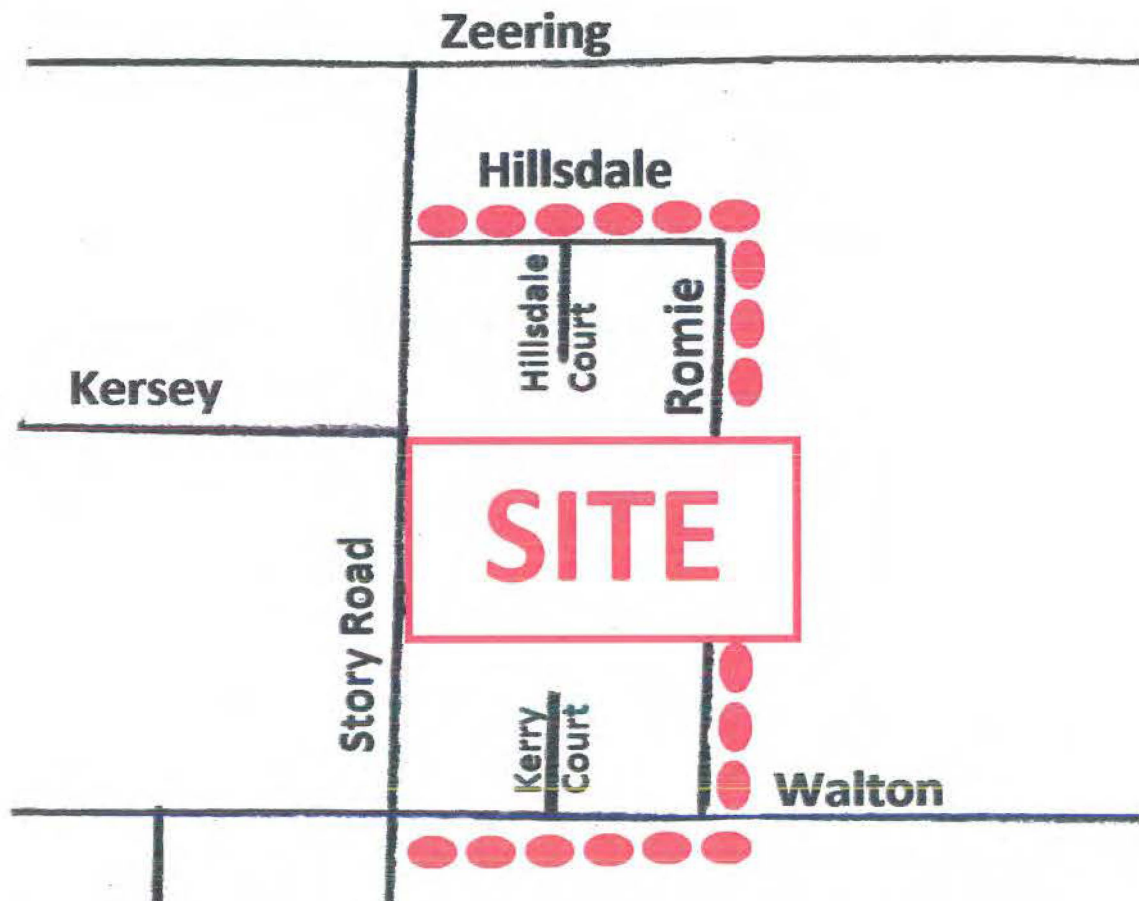 Zeering
Hillsdale
Hillsdale
Court
Romie
Kersey
SITE
Story Road
Kerry
Court
Walton